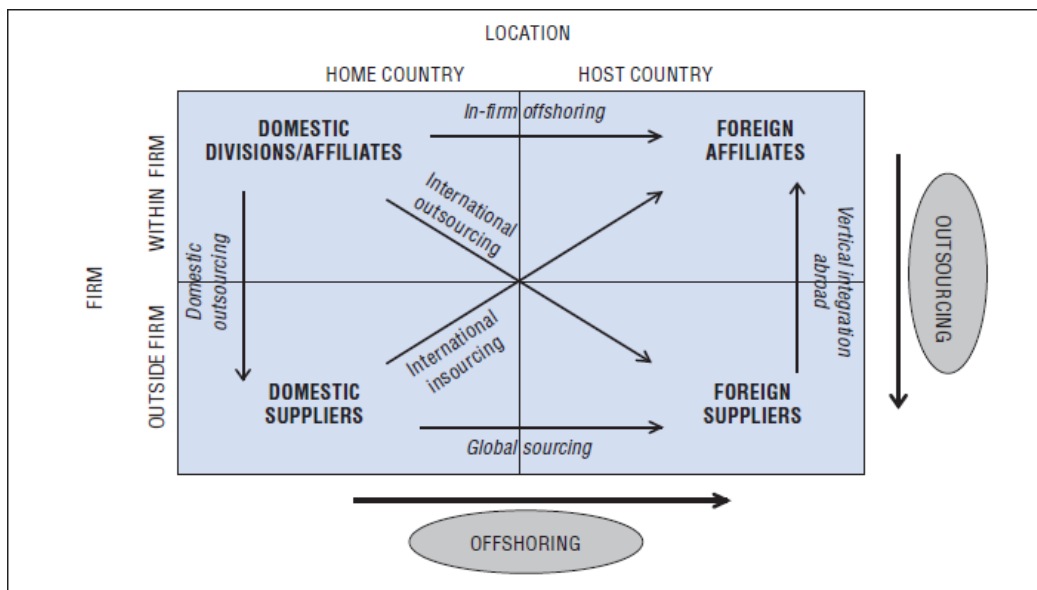 LOCATION
HOME COUNTRY
HOST COUNTRY
FIRM
WITHIN FIRM
OUTSIDE FIRM
DOMESTIC
DIVISIONS/AFFILIATES
In-firm offshoring
FOREIGN
AFFILIATES
International
outsourcing
Domestic
outsourcing
Vertical integration
abroad
OUTSOURCING
International
insourcing
DOMESTIC
SUPPLIERS
FOREIGN
SUPPLIERS
Global sourcing
OFFSHORING